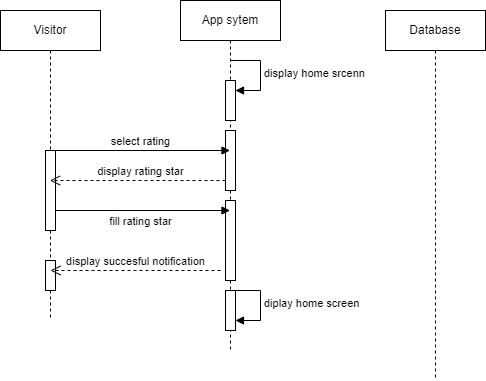 Visitor
App sytem
Database
display home srcenn
select rating
display rating star
fill rating star
display succesful notification
diplay home screen